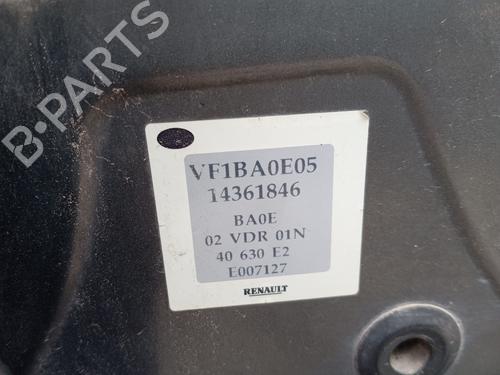 VF1BA0E05
14361846
BA0E
02 VDR 01N
40 630 E2
E007127
RENAULT
B-PARTS